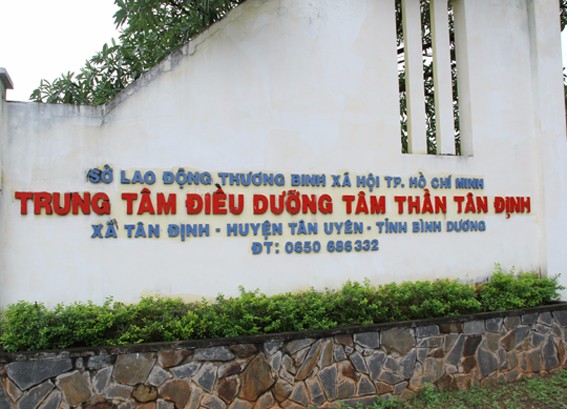 SỞ LAO ĐỘNG THƯƠNG BINH XÃ HỘI TP. HỒ CHÍ MINH
TRUNG TÂM ĐIỀU DƯỠNG TÂM THẦN TÂN ĐỊNH
XÃ TÂN ĐỊNH - HUYỆN TÂN UYÊN - TỈNH BÌNH DƯƠNG
ĐT: 0650 686332